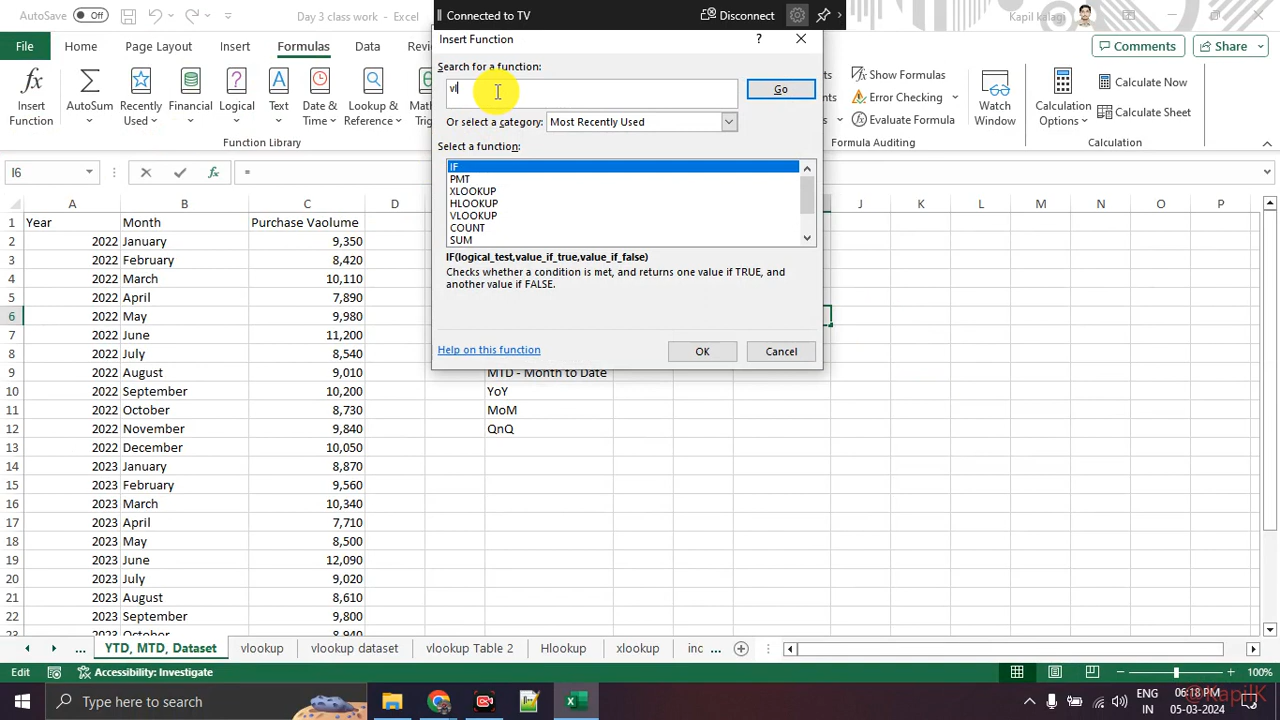 AutoSave Off Day 3 class work - Excel Kapil kalagi
Connected to TV Disconnect
File Home Page Layout Insert Formulas Data Comments Share
Insert Function
Search for a function:
vl
Go
Or select a category: Most Recently Used
Select a function:
IF
PMT
XLOOKUP
HLOOKUP
VLOOKUP
COUNT
SUM
IF(logical_test,value_if_true,value_if_false)
Checks whether a condition is met, and returns one value if TRUE, and
another value if FALSE.
Help on this function OK Cancel
Insert Function
AutoSum
Recently Used
Financial
Logical
Text
Date & Time
Lookup & Reference
Function Library
Show Formulas
Error Checking
Evaluate Formula
Formula Auditing
Calculation Options
Calculate Now
Calculate Sheet
Calculation
I6 fx =
A B C D J K L M N O P
1 Year Month Purchase Vaolume
2 2022 January 9,350
3 2022 February 8,420
4 2022 March 10,110
5 2022 April 7,890
6 2022 May 9,980
7 2022 June 11,200
8 2022 July 8,540
9 2022 August 9,010 MTD - Month to Date
10 2022 September 10,200 YoY
11 2022 October 8,730 MoM
12 2022 November 9,840 QnQ
13 2022 December 10,050
14 2023 January 8,870
15 2023 February 9,560
16 2023 March 10,340
17 2023 April 7,710
18 2023 May 8,500
19 2023 June 12,090
20 2023 July 9,020
21 2023 August 8,610
22 2023 September 9,800
23 2023 October 8,940
... YTD, MTD, Dataset vlookup vlookup dataset vlookup Table 2 Hlookup xlookup inc ...
Edit Accessibility: Investigate 100%
Type here to search ENG IN 06:18 PM 05-03-2024
@KapilK